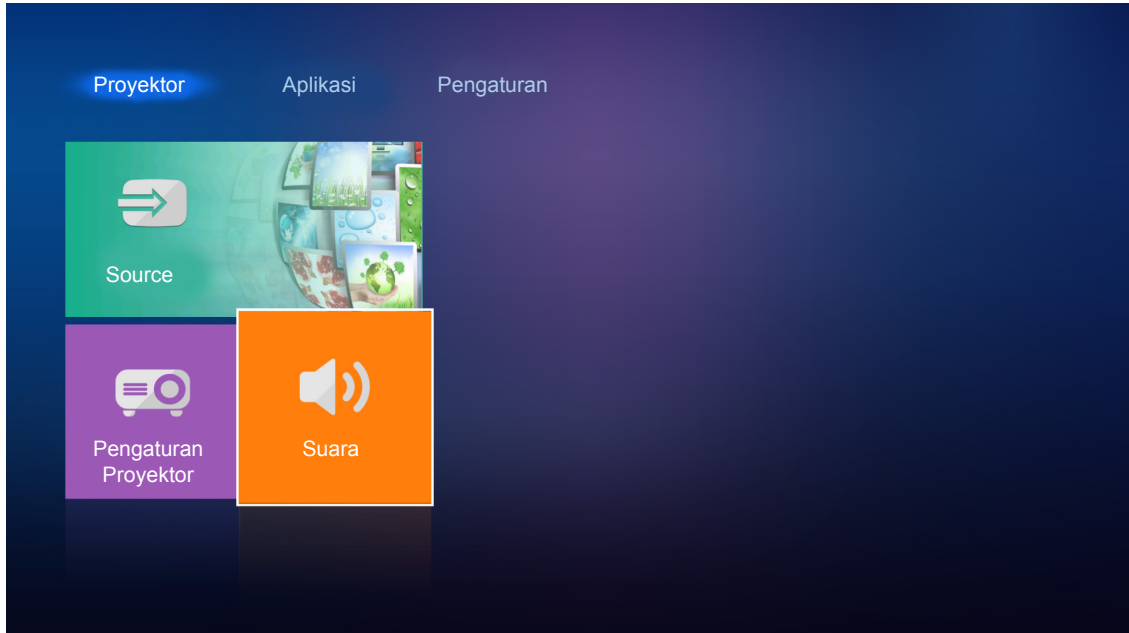 Proyektor Aplikasi Pengaturan
Source
Pengaturan
Proyektor
Suara